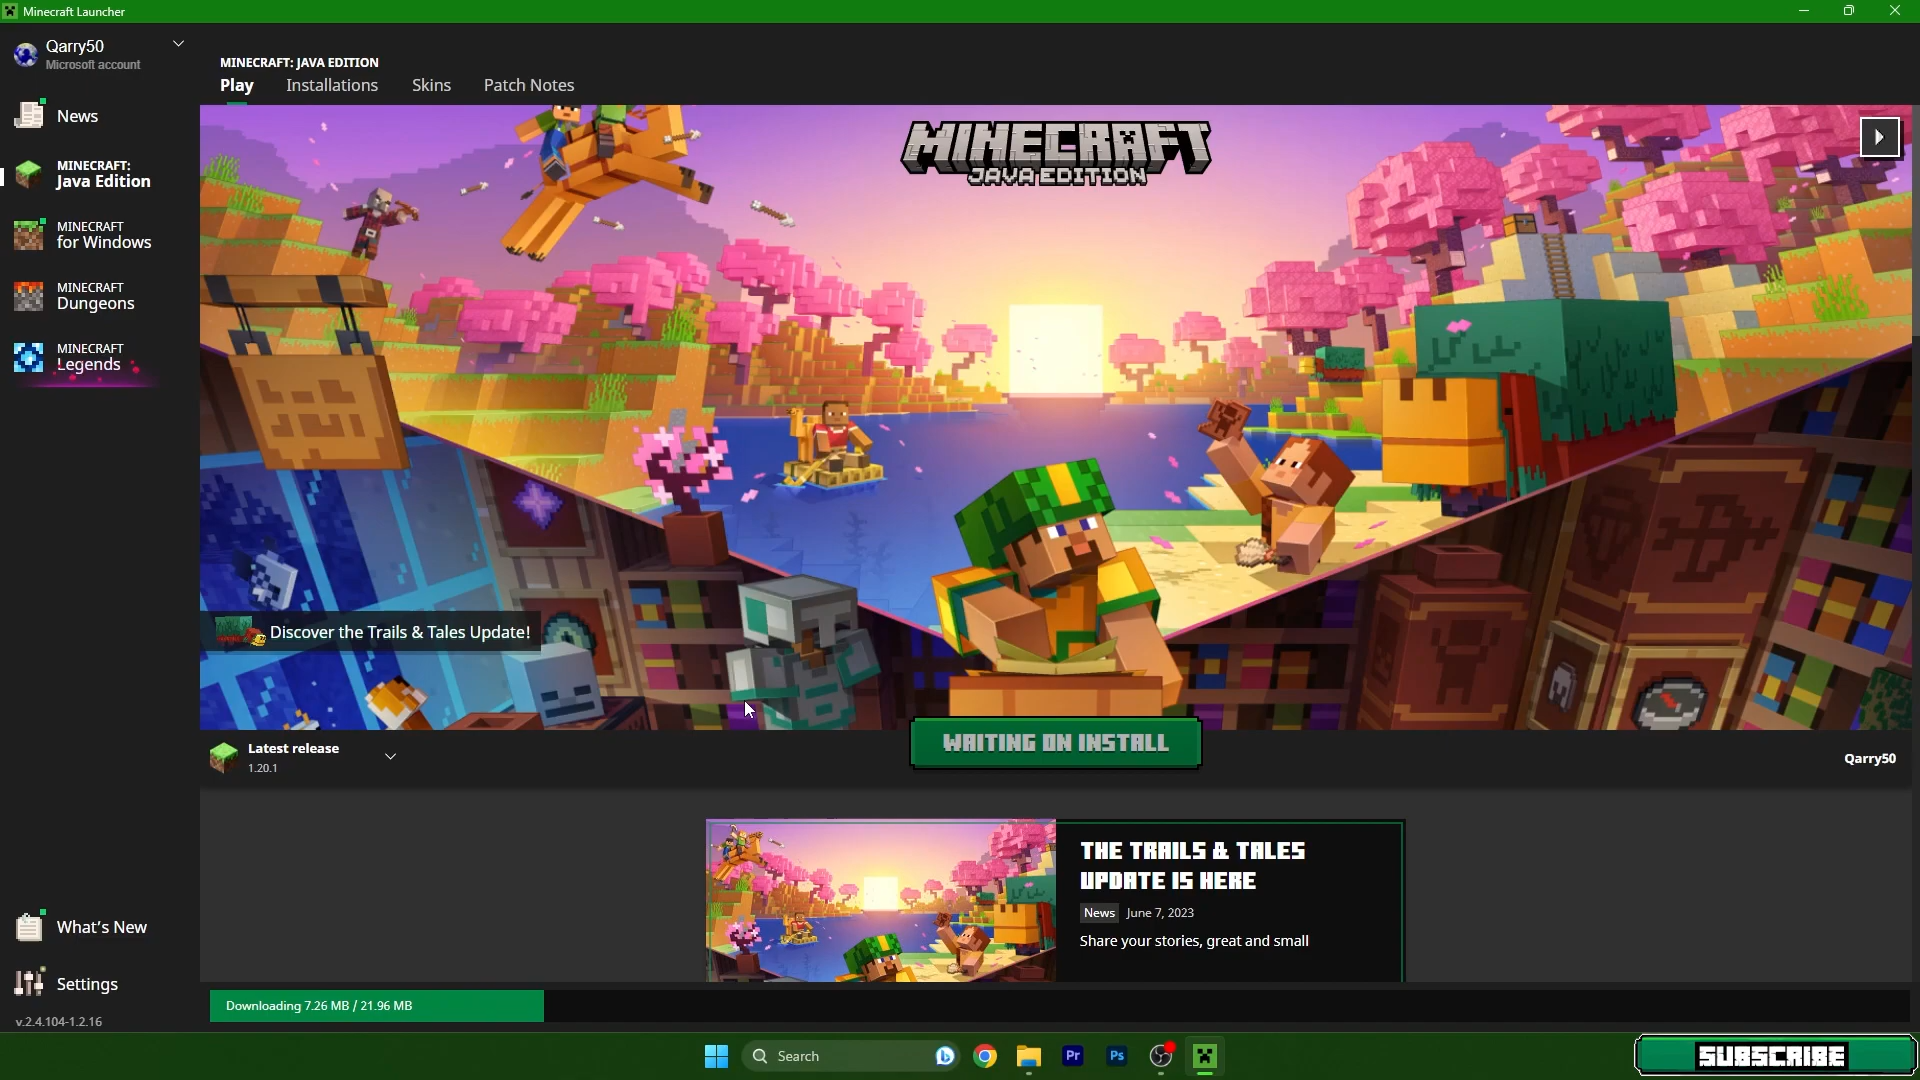 Minecraft Launcher
Qarry50
Microsoft account
News
MINECRAFT:
Java Edition
MINECRAFT
for Windows
MINECRAFT
Dungeons
MINECRAFT
Legends
What's New
Settings
v.2.4.104-1.2.16
MINECRAFT: JAVA EDITION
Play Installations Skins Patch Notes
MINECRAFT
JAVA EDITION
Discover the Trails & Tales Update!
Latest release
1.20.1
WAITING ON INSTALL
Qarry50
THE TRAILS & TALES
UPDATE IS HERE
News June 7, 2023
Share your stories, great and small
Downloading 7.26 MB / 21.96 MB
Search
Pr
Ps
SUBSCRIBE